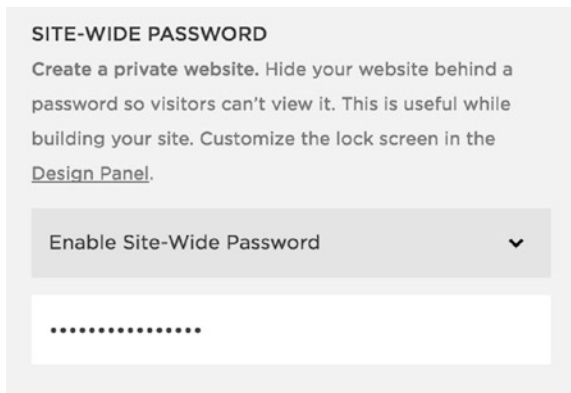 SITE-WIDE PASSWORD
Create a private website. Hide your website behind a
password so visitors can't view it. This is useful while
building your site. Customize the lock screen in the
Design Panel.
Enable Site-Wide Password
••••••••••••••••